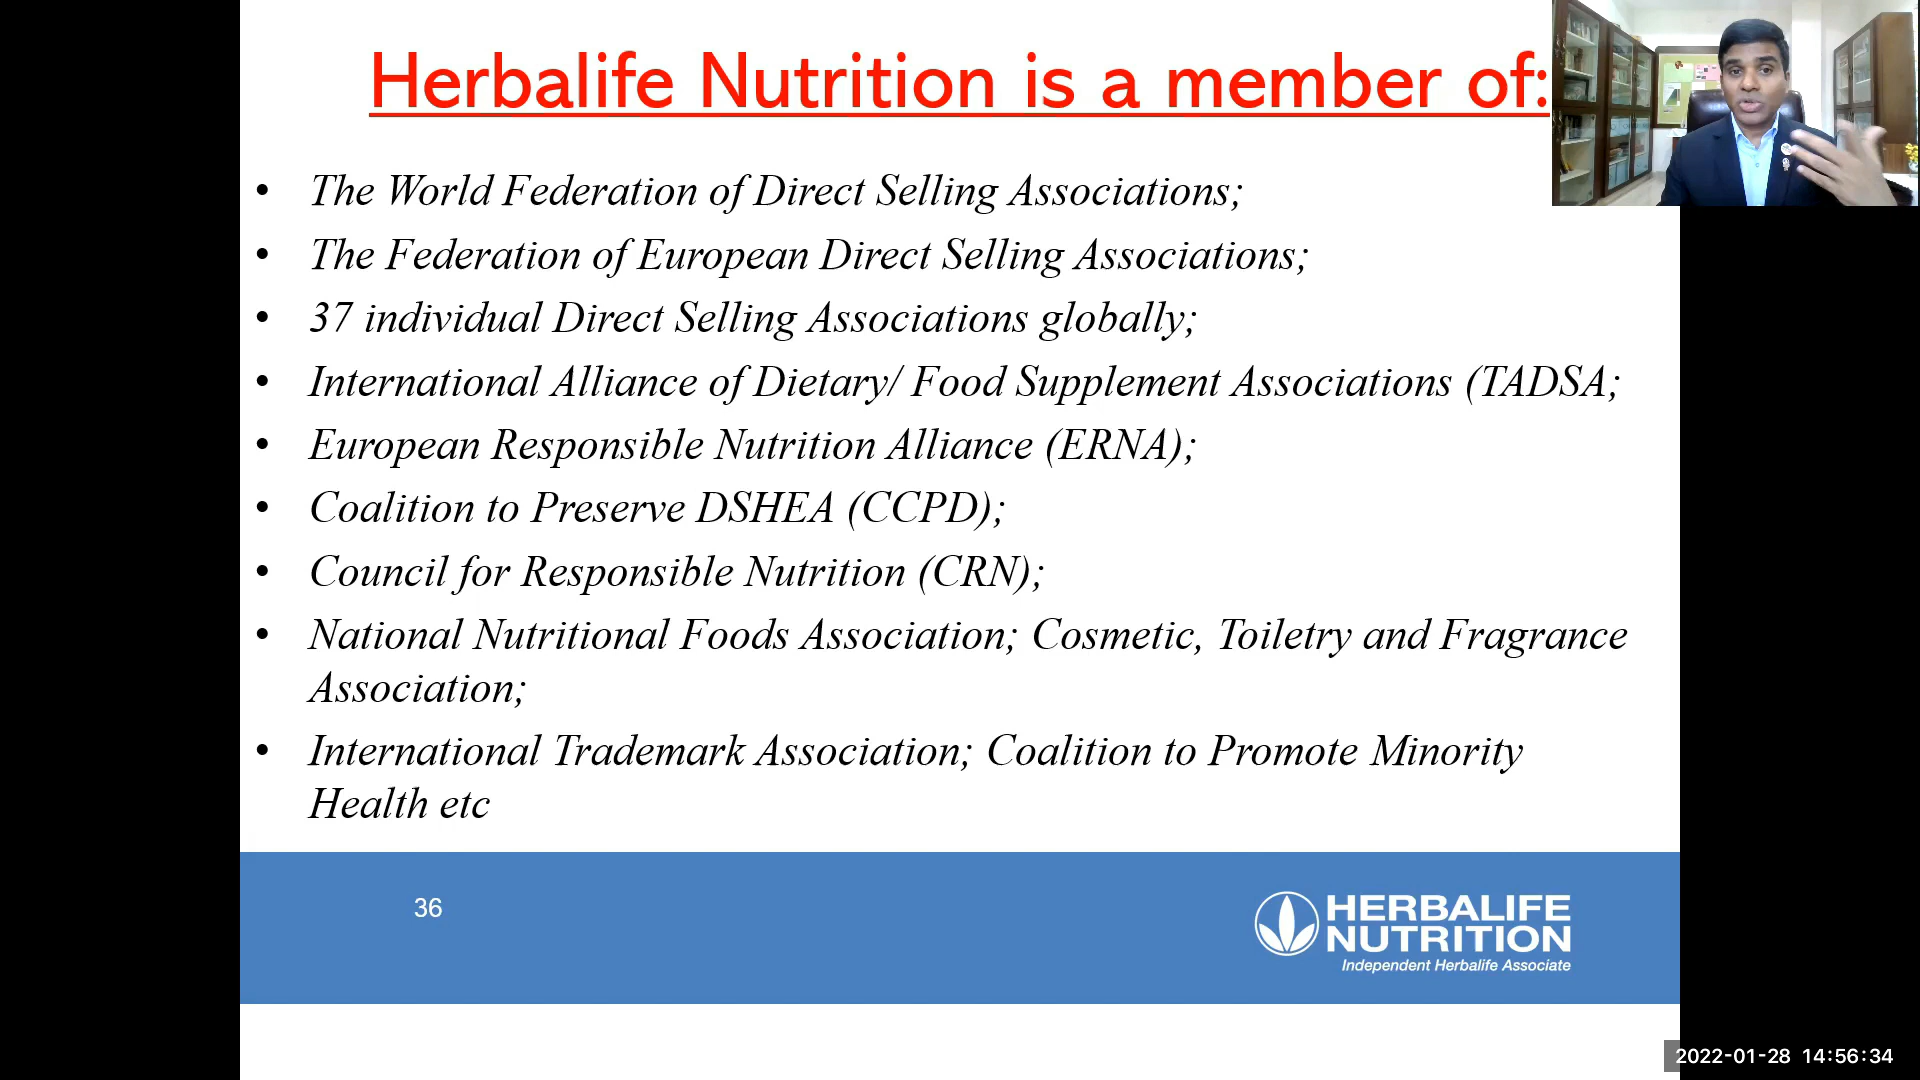 Herbalife Nutrition is a member of:
• The World Federation of Direct Selling Associations;
• The Federation of European Direct Selling Associations;
• 37 individual Direct Selling Associations globally;
• International Alliance of Dietary/ Food Supplement Associations (TADSA;
• European Responsible Nutrition Alliance (ERNA);
• Coalition to Preserve DSHEA (CCPD);
• Council for Responsible Nutrition (CRN);
• National Nutritional Foods Association; Cosmetic, Toiletry and Fragrance
Association;
• International Trademark Association; Coalition to Promote Minority
Health etc
36
HERBALIFE
NUTRITION
Independent Herbalife Associate
2022-01-28 14:56:34